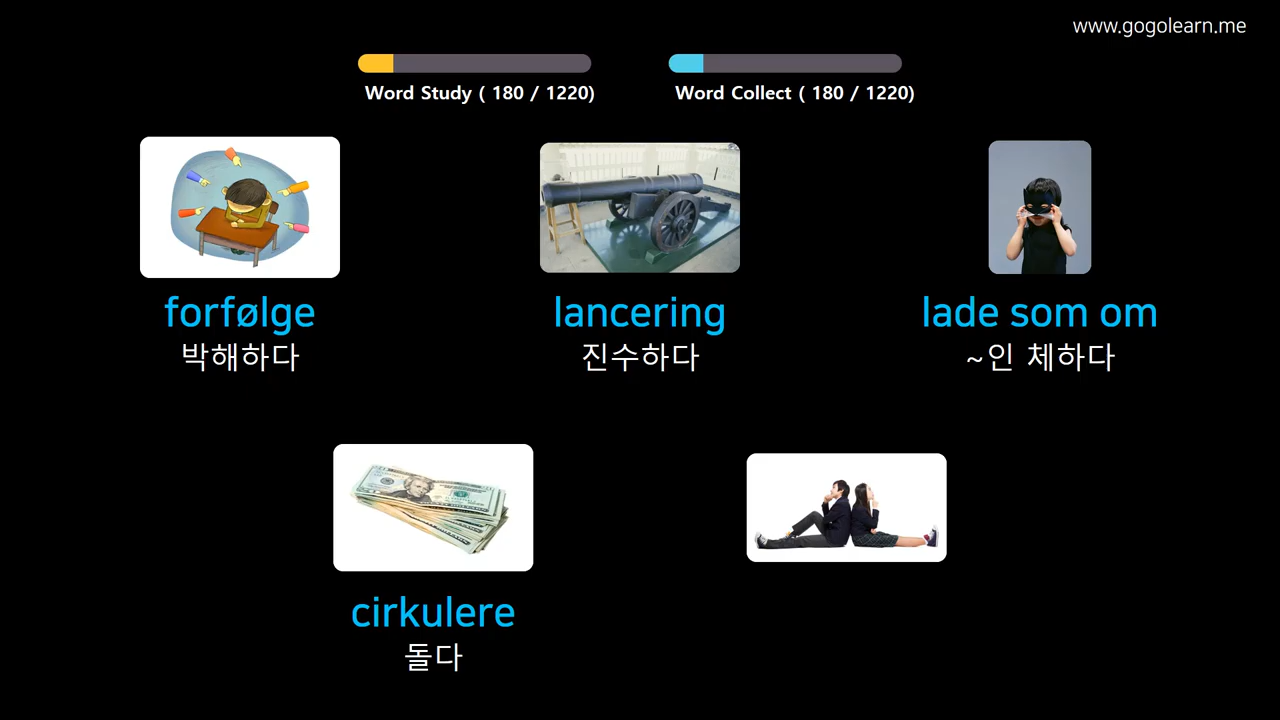 www.gogolearn.me
Word Study ( 180 / 1220)
Word Collect ( 180 / 1220)
forfølge
박해하다
lancering
진수하다
lade som om
~인 체하다
cirkulere
돌다